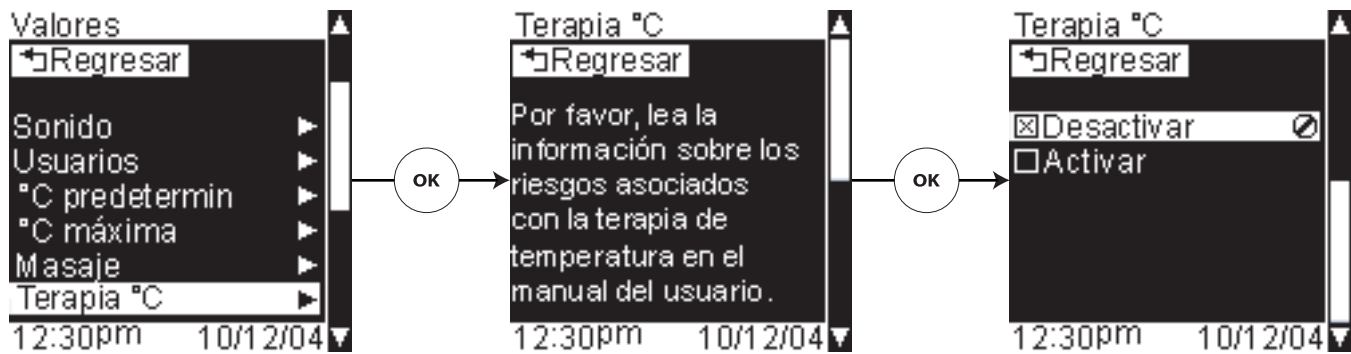 Valores
Regresar
Sonido
Usuarios
°C predetermin
°C máxima
Masaje
Terapia °C
12:30pm 10/12/04
OK
Terapia °C
Regresar
Por favor, lea la
información sobre los
riesgos asociados
con la terapia de
temperatura en el
manual del usuario.
12:30pm 10/12/04
OK
Terapia °C
Regresar
Desactivar
Activar
12:30pm 10/12/04